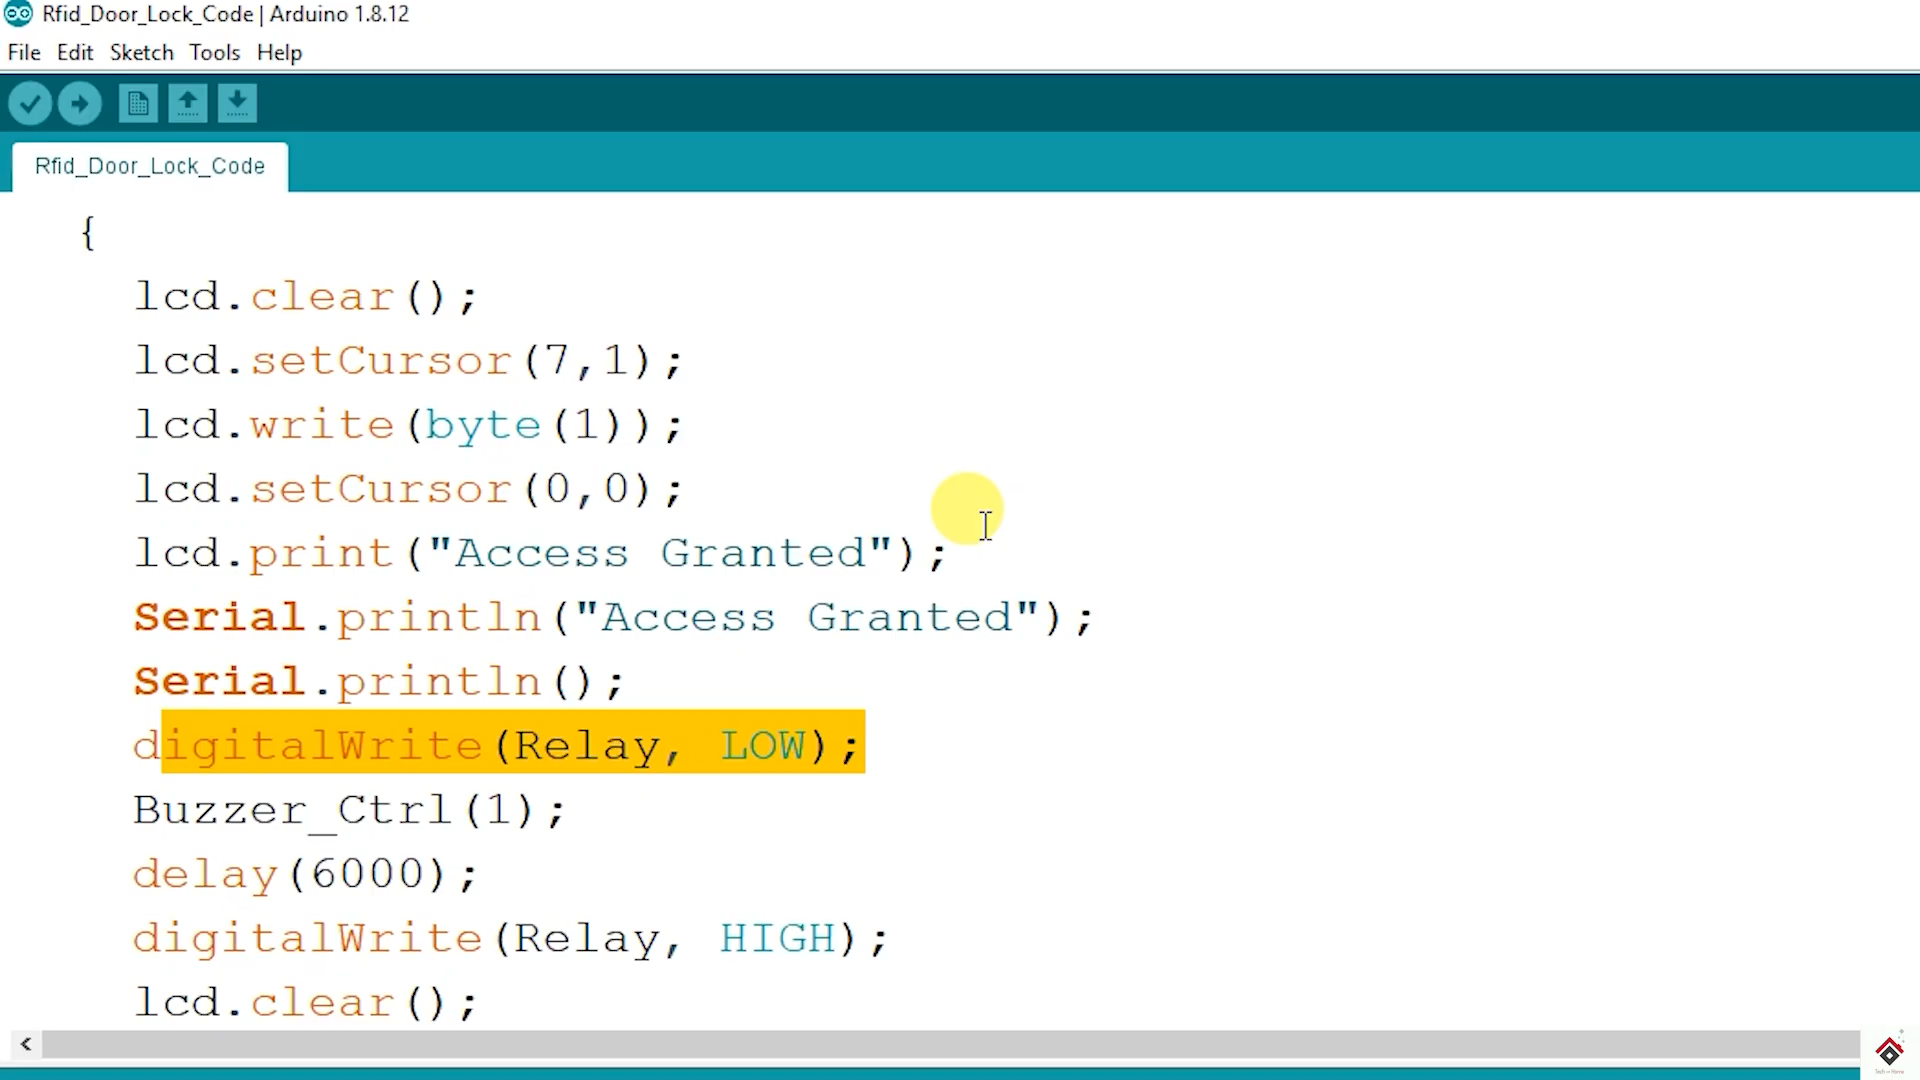 Rfid_Door_Lock_Code | Arduino 1.8.12
File Edit Sketch Tools Help
Rfid_Door_Lock_Code
{
lcd.clear();
lcd.setCursor(7,1);
lcd.write(byte(1));
lcd.setCursor(0,0);
lcd.print("Access Granted");
Serial.println("Access Granted");
Serial.println();
digitalWrite(Relay, LOW);
Buzzer_Ctrl(1);
delay(6000);
digitalWrite(Relay, HIGH);
lcd.clear();